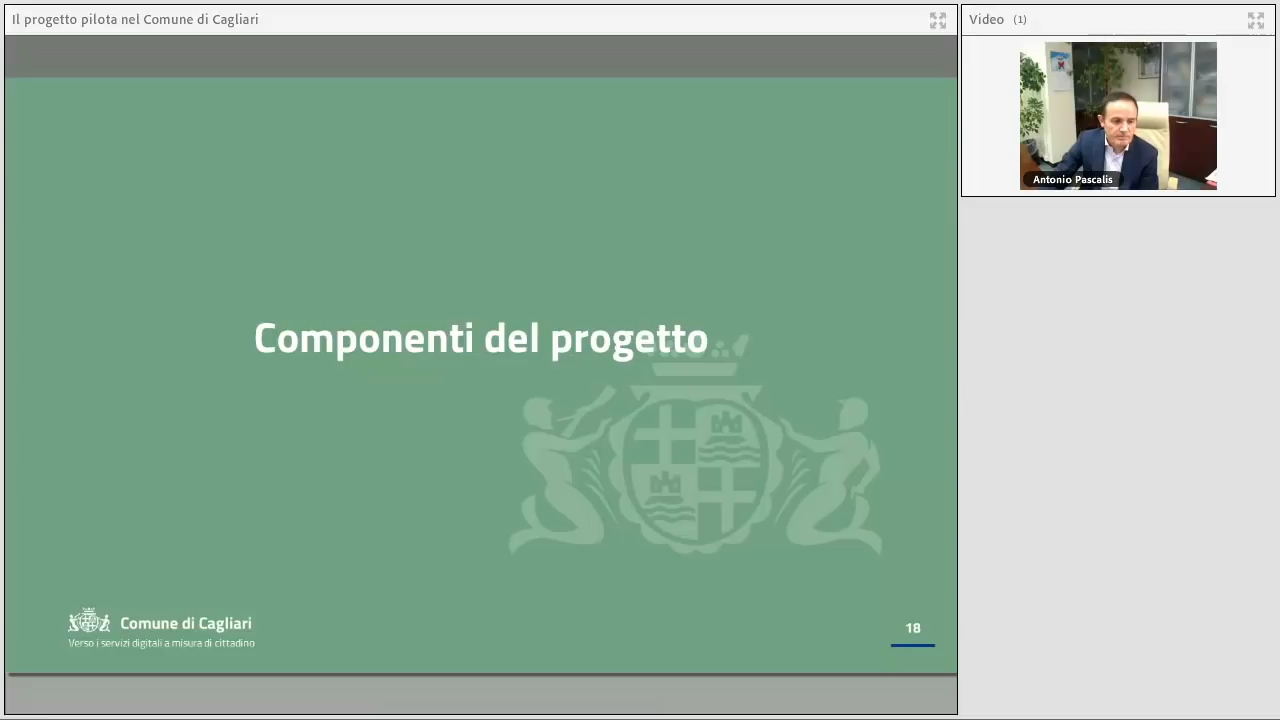 Il progetto pilota nel Comune di Cagliari
Video (1)
Antonio Pascalis
Componenti del progetto
Comune di Cagliari
Verso i servizi digitali a misura di cittadino
18